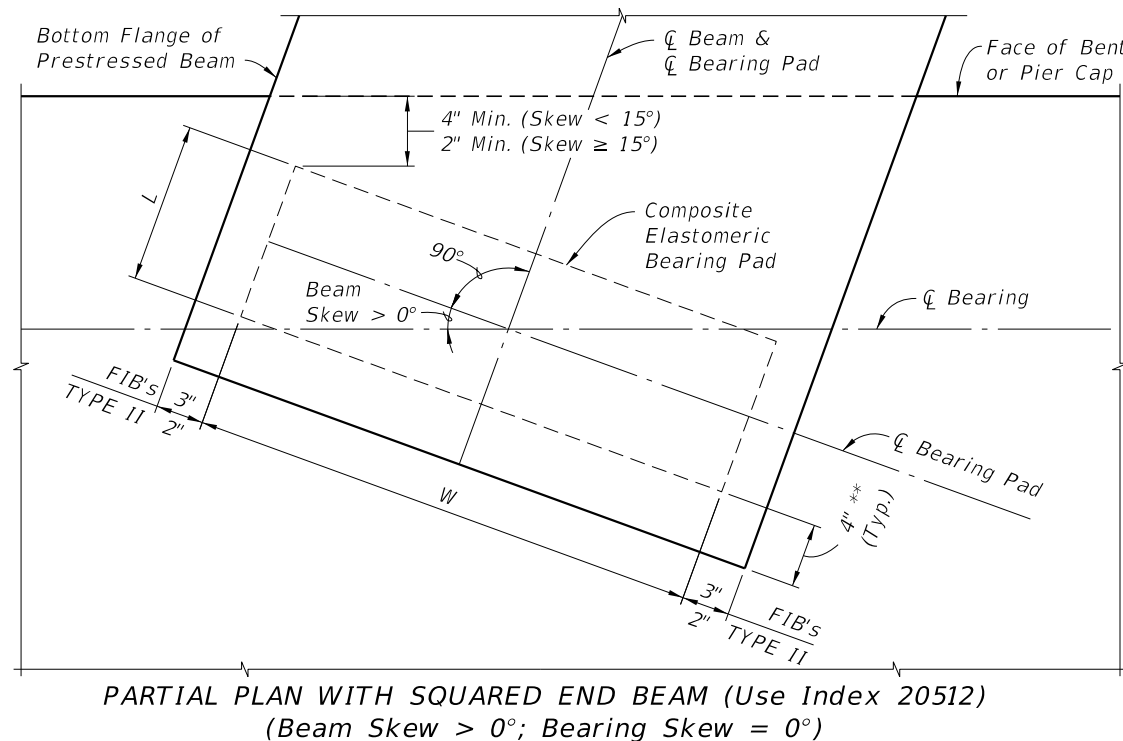 Bottom Flange of
Prestressed Beam
℄ Beam &
℄ Bearing Pad
Face of Bent
or Pier Cap
4" Min. (Skew < 15°)
2" Min. (Skew ≥ 15°)
L
Composite
Elastomeric
Bearing Pad
90°
Beam
Skew > 0°
℄ Bearing
FIB's
TYPE II
3"
2"
W
℄ Bearing Pad
4" **
(Typ.)
3"
2"
FIB's
TYPE II
PARTIAL PLAN WITH SQUARED END BEAM (Use Index 20512)
(Beam Skew > 0°; Bearing Skew = 0°)